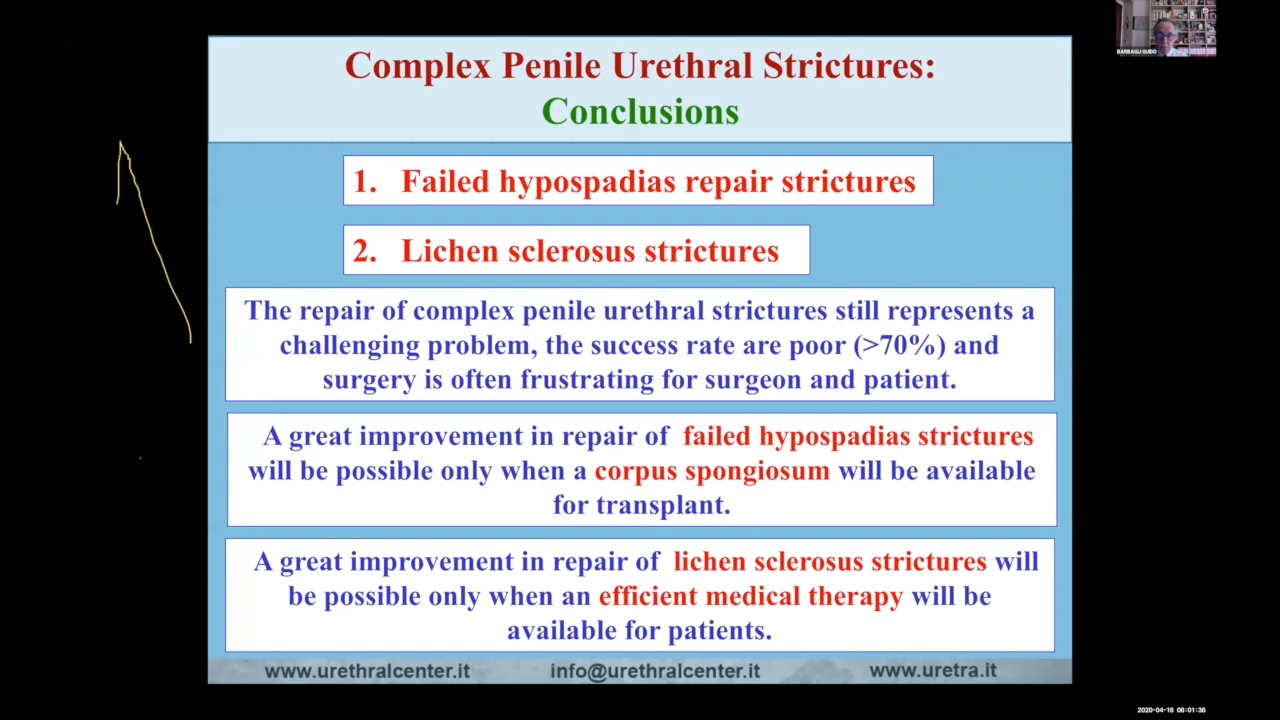 BARBAGLI GUIDO
Complex Penile Urethral Strictures:
Conclusions
1. Failed hypospadias repair strictures
2. Lichen sclerosus strictures
The repair of complex penile urethral strictures still represents a
challenging problem, the success rate are poor (>70%) and
surgery is often frustrating for surgeon and patient.
A great improvement in repair of failed hypospadias strictures
will be possible only when a corpus spongiosum will be available
for transplant.
A great improvement in repair of lichen sclerosus strictures will
be possible only when an efficient medical therapy will be
available for patients.
www.urethralcenter.it info@urethralcenter.it www.uretra.it
2020-04-16 08:01:36